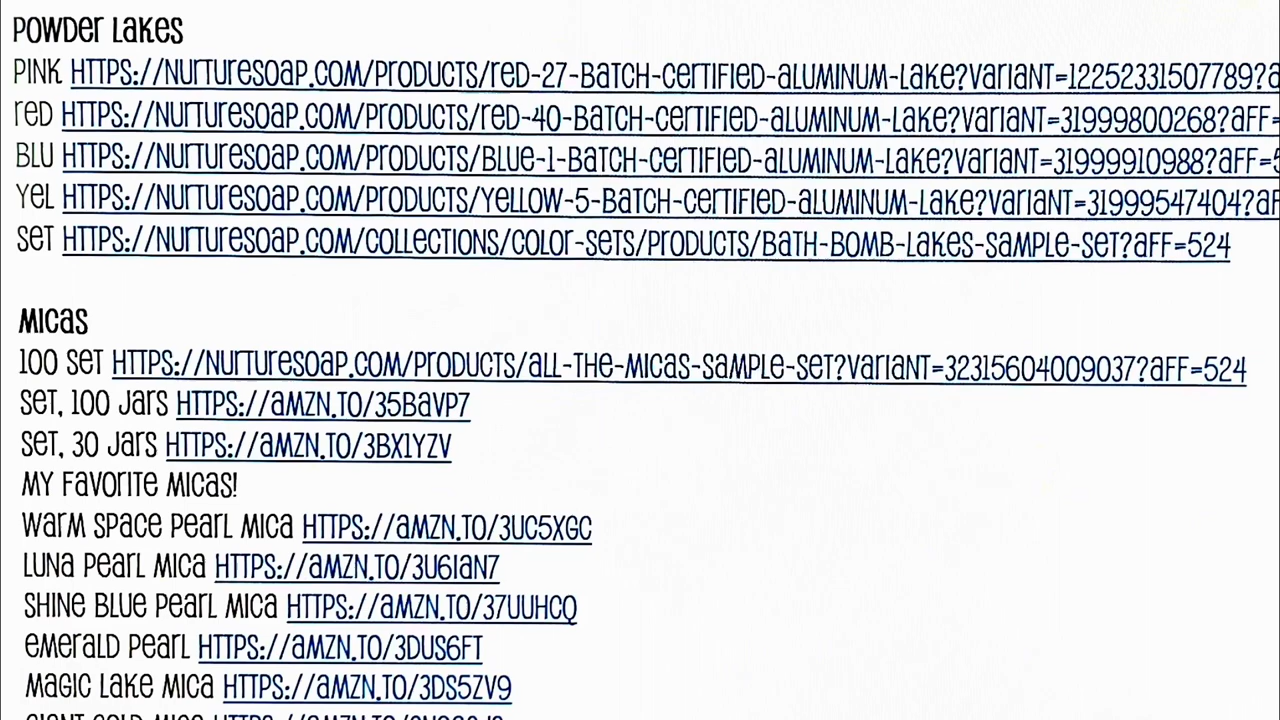 POWDER LAKES
PINK HTTPS://NURTURESOAP.COM/PRODUCTS/RED-27-BATCH-CERTIFIED-ALUMINUM-LAKE?VARIANT=12252331507789?
RED HTTPS://NURTURESOAP.COM/PRODUCTS/RED-40-BATCH-CERTIFIED-ALUMINUM-LAKE?VARIANT=31999800268?AFF=
BLU HTTPS://NURTURESOAP.COM/PRODUCTS/BLUE-1-BATCH-CERTIFIED-ALUMINUM-LAKE?VARIANT=31999910988?AFF=5
YEL HTTPS://NURTURESOAP.COM/PRODUCTS/YELLOW-5-BATCH-CERTIFIED-ALUMINUM-LAKE?VARIANT=31999547404?
SET HTTPS://NURTURESOAP.COM/COLLECTIONS/COLOR-SETS/PRODUCTS/BATH-BOMB-LAKES-SAMPLE-SET?AFF=524
MICAS
100 SET HTTPS://NURTURESOAP.COM/PRODUCTS/ALL-THE-MICAS-SAMPLE-SET?VARIANT=32315604009037?AFF=524
SET, 100 JARS HTTPS://AMZN.TO/35BAVP7
SET, 30 JARS HTTPS://AMZN.TO/3BX1YZV
MY FAVORITE MICAS!
WARM SPACE PEARL MICA HTTPS://AMZN.TO/3UC5XGC
LUNA PEARL MICA HTTPS://AMZN.TO/3U6IAN7
SHINE BLUE PEARL MICA HTTPS://AMZN.TO/37UUHCQ
EMERALD PEARL HTTPS://AMZN.TO/3DUS6FT
MAGIC LAKE MICA HTTPS://AMZN.TO/3DS5ZV9